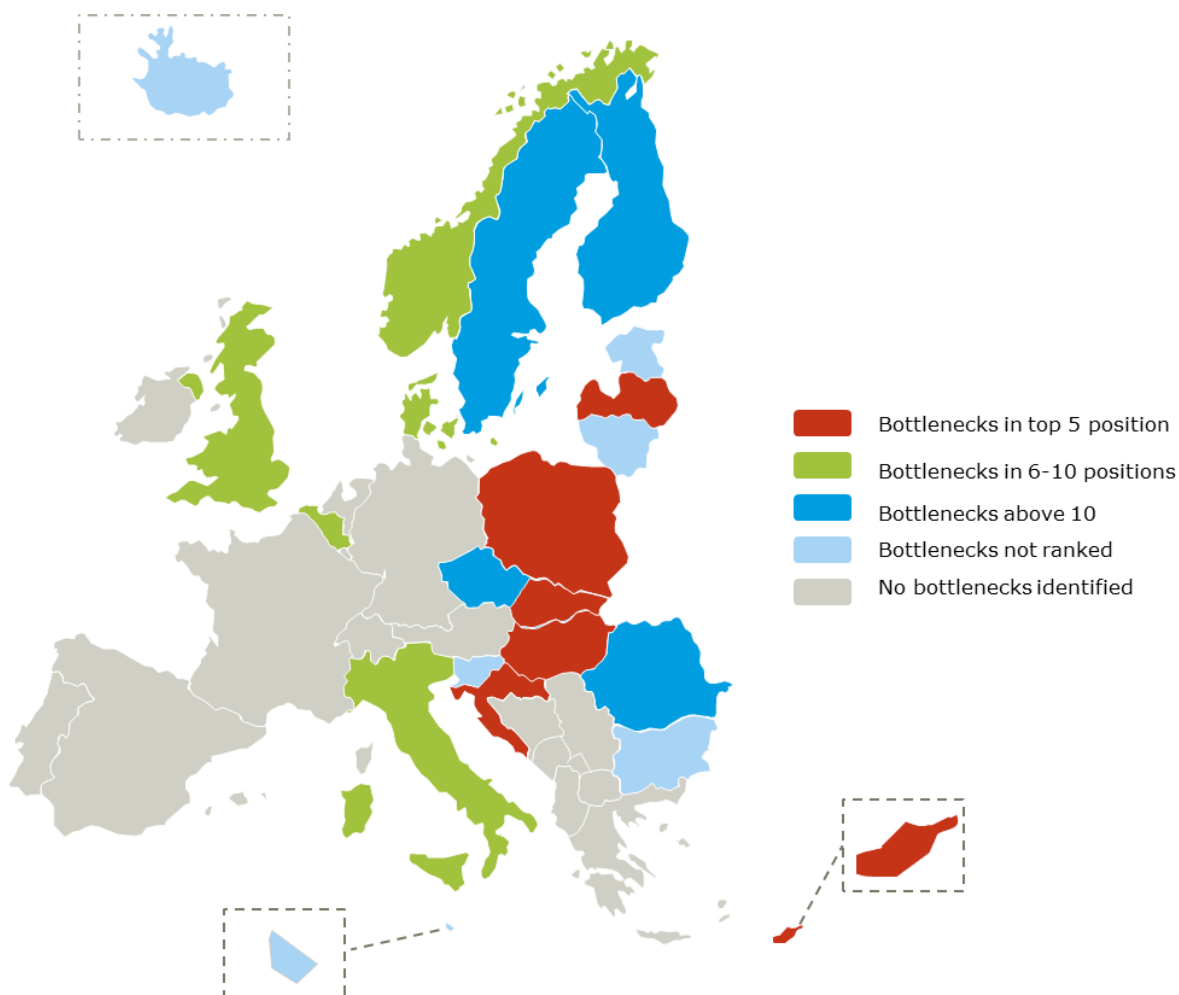 Bottlenecks in top 5 position
Bottlenecks in 6-10 positions
Bottlenecks above 10
Bottlenecks not ranked
No bottlenecks identified